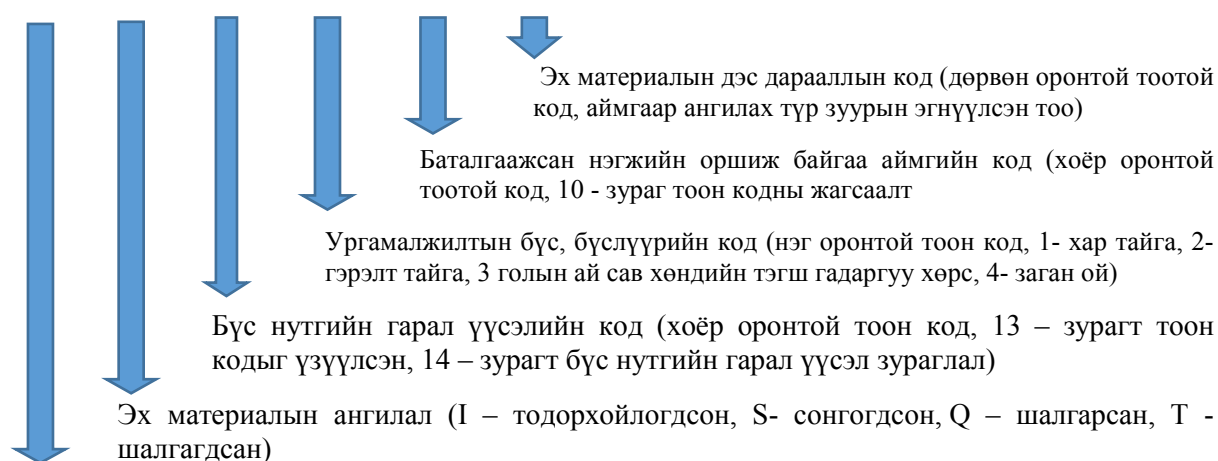 Эх материалын дэс дарааллын код (дөрвөн оронтой тоотой
код, аймгаар ангилах түр зуурын эгнүүлсэн тоо)
Баталгаажсан нэгжийн оршиж байгаа аймгийн код (хоёр оронтой
тоотой код, 10 - зураг тоон кодны жагсаалт
Ургамалжилтын бүс, бүслүүрийн код (нэг оронтой тоон код, 1- хар тайга, 2-
гэрэлт тайга, 3 голын ай сав хөндийн тэгш гадаргуу хөрс, 4- заган ой)
Бүс нутгийн гарал үүсэлийн код (хоёр оронтой тоон код, 13 – зурагт тоон
кодыг үзүүлсэн, 14 – зурагт бүс нутгийн гарал үүсэл зураглал)
Эх материалын ангилал (I – тодорхойлогдсон, S- сонгогдсон, Q – шалгарсан, T -
шалгагдсан)